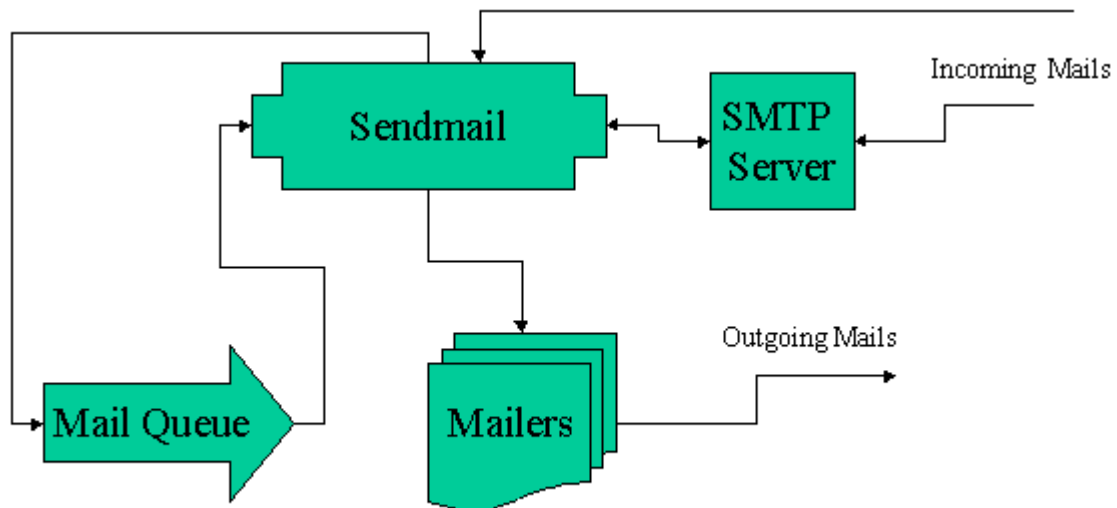 Incoming Mails
Sendmail
SMTP
Server
Outgoing Mails
Mail Queue
Mailers